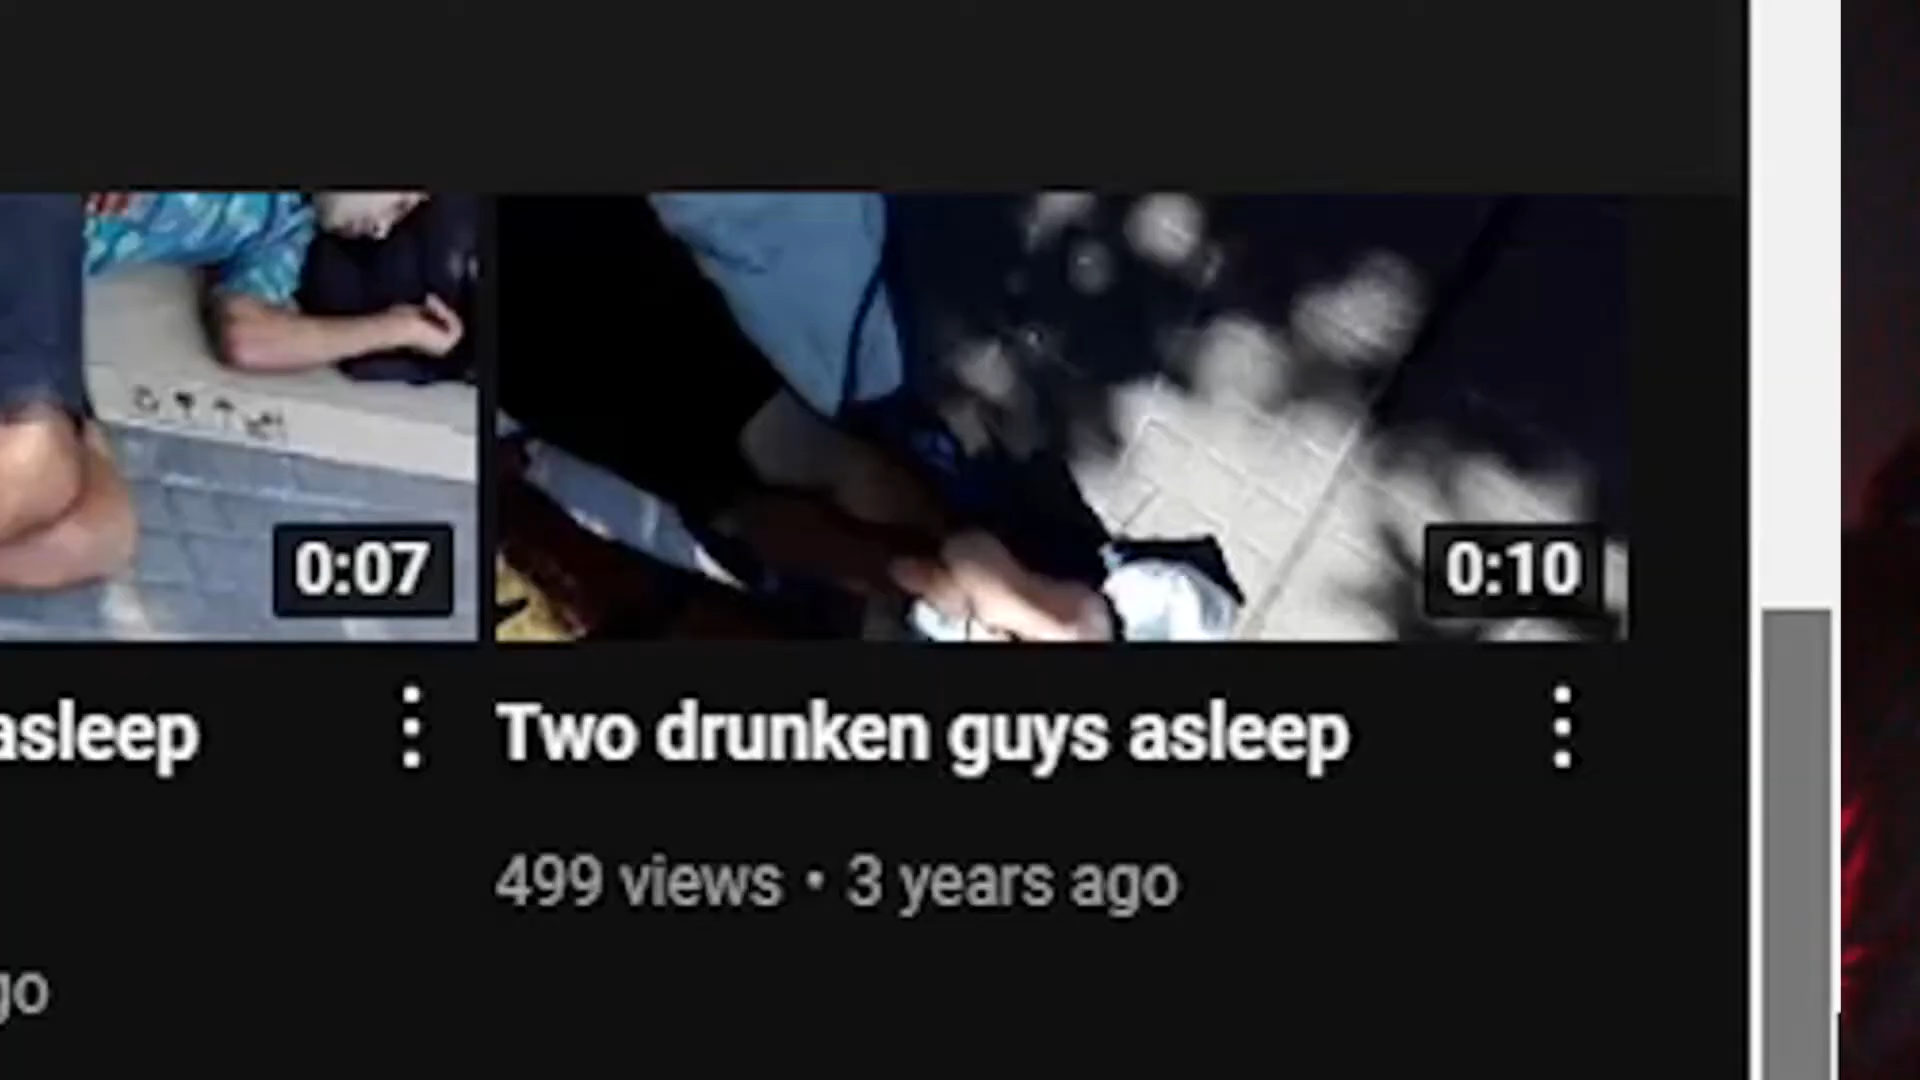 0:07
0:10
asleep
Two drunken guys asleep
499 views • 3 years ago
go